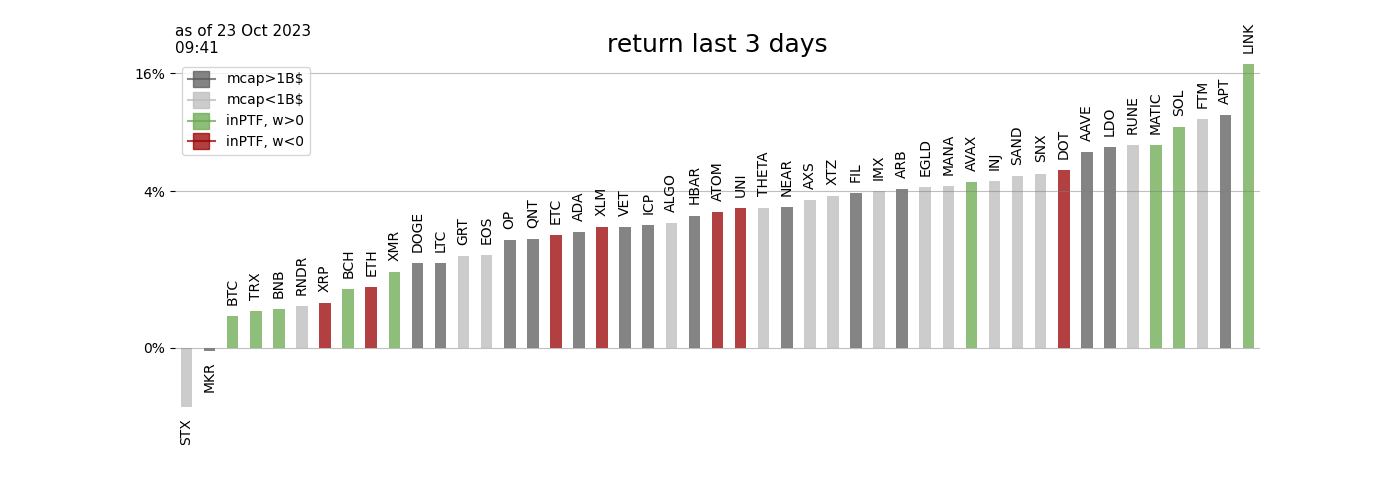 as of 23 Oct 2023
09:41
return last 3 days
mcap>1B$
mcap<1B$
inPTF, w>0
inPTF, w<0
16%
4%
0%
STX
MKR
BTC
TRX
BNB
RNDR
XRP
BCH
ETH
XMR
DOGE
LTC
GRT
EOS
OP
QNT
ETC
ADA
XLM
VET
ICP
ALGO
HBAR
ATOM
UNI
THETA
NEAR
AXS
XTZ
FIL
IMX
ARB
EGLD
MANA
AVAX
INJ
SAND
SNX
DOT
AAVE
LDO
RUNE
MATIC
SOL
FTM
APT
LINK